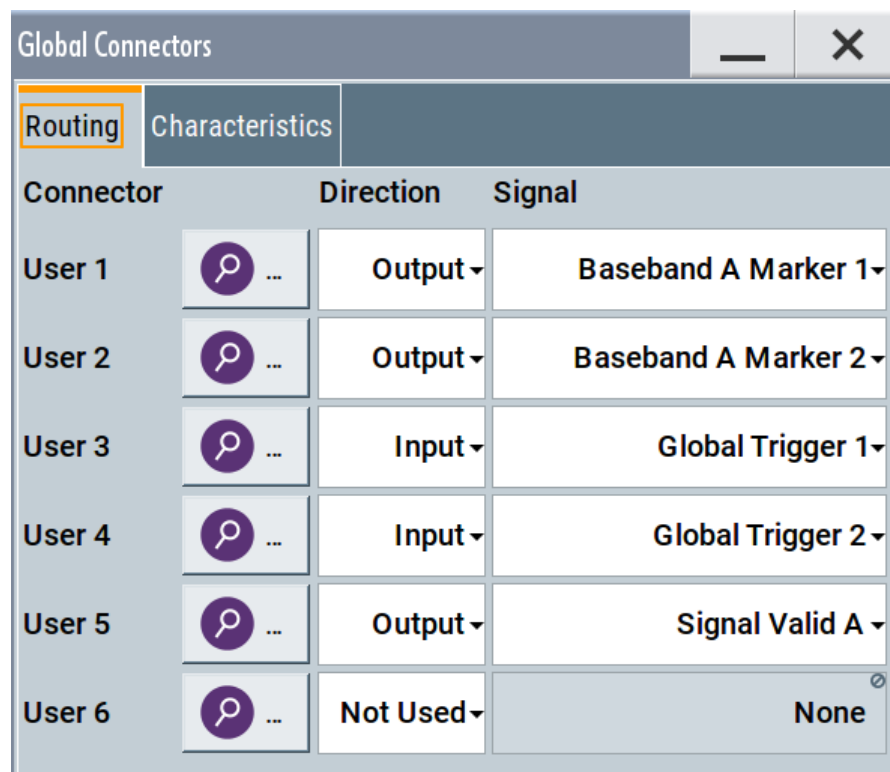 Global Connectors
Routing Characteristics
Connector Direction Signal
User 1 ... Output Baseband A Marker 1
User 2 ... Output Baseband A Marker 2
User 3 ... Input Global Trigger 1
User 4 ... Input Global Trigger 2
User 5 ... Output Signal Valid A
User 6 ... Not Used None